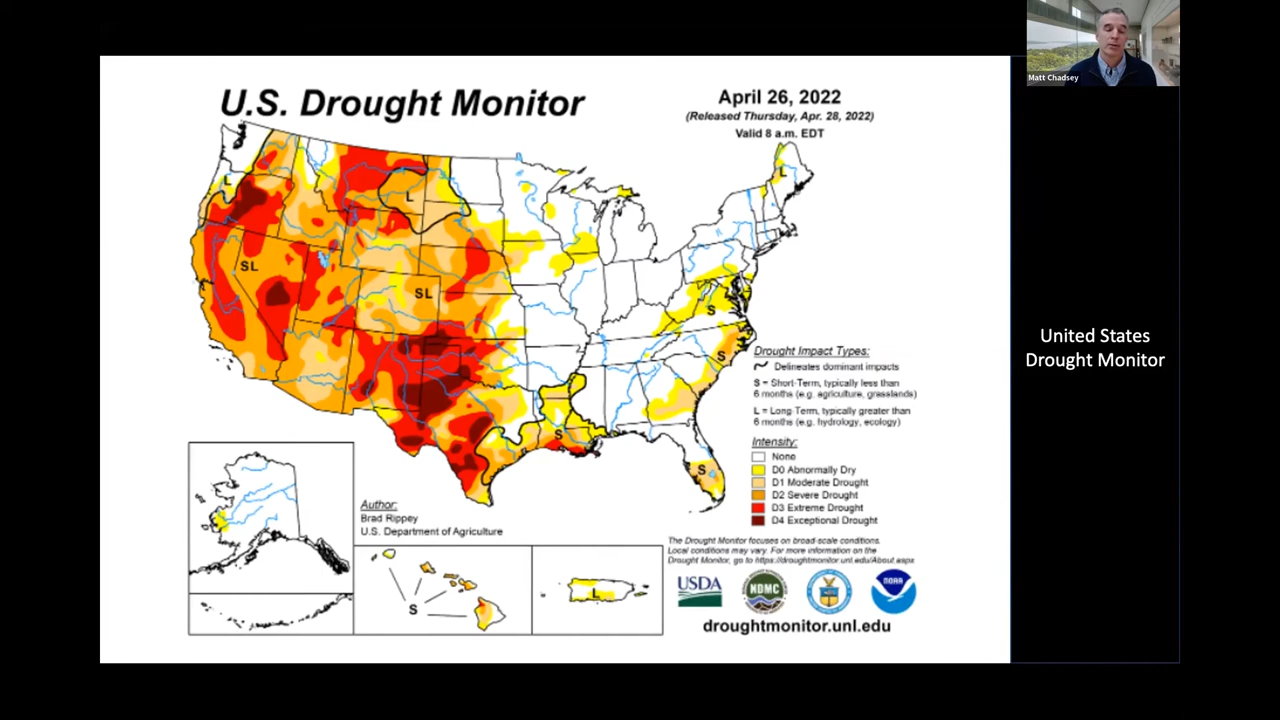 Matt Chadsey
U.S. Drought Monitor
April 26, 2022
(Released Thursday, Apr. 28, 2022)
Valid 8 a.m. EDT
L
L
L
SL
SL
S
S
S
S
Drought Impact Types:
Delineates dominant impacts
S = Short-Term, typically less than
6 months (e.g. agriculture, grasslands)
L = Long-Term, typically greater than
6 months (e.g. hydrology, ecology)
Intensity:
None
D0 Abnormally Dry
D1 Moderate Drought
D2 Severe Drought
D3 Extreme Drought
D4 Exceptional Drought
Author:
Brad Rippey
U.S. Department of Agriculture
S
L
The Drought Monitor focuses on broad-scale conditions.
Local conditions may vary. For more information on the
Drought Monitor, go to https://droughtmonitor.unl.edu/About.aspx
USDA
NDMC
NOAA
droughtmonitor.unl.edu
United States
Drought Monitor